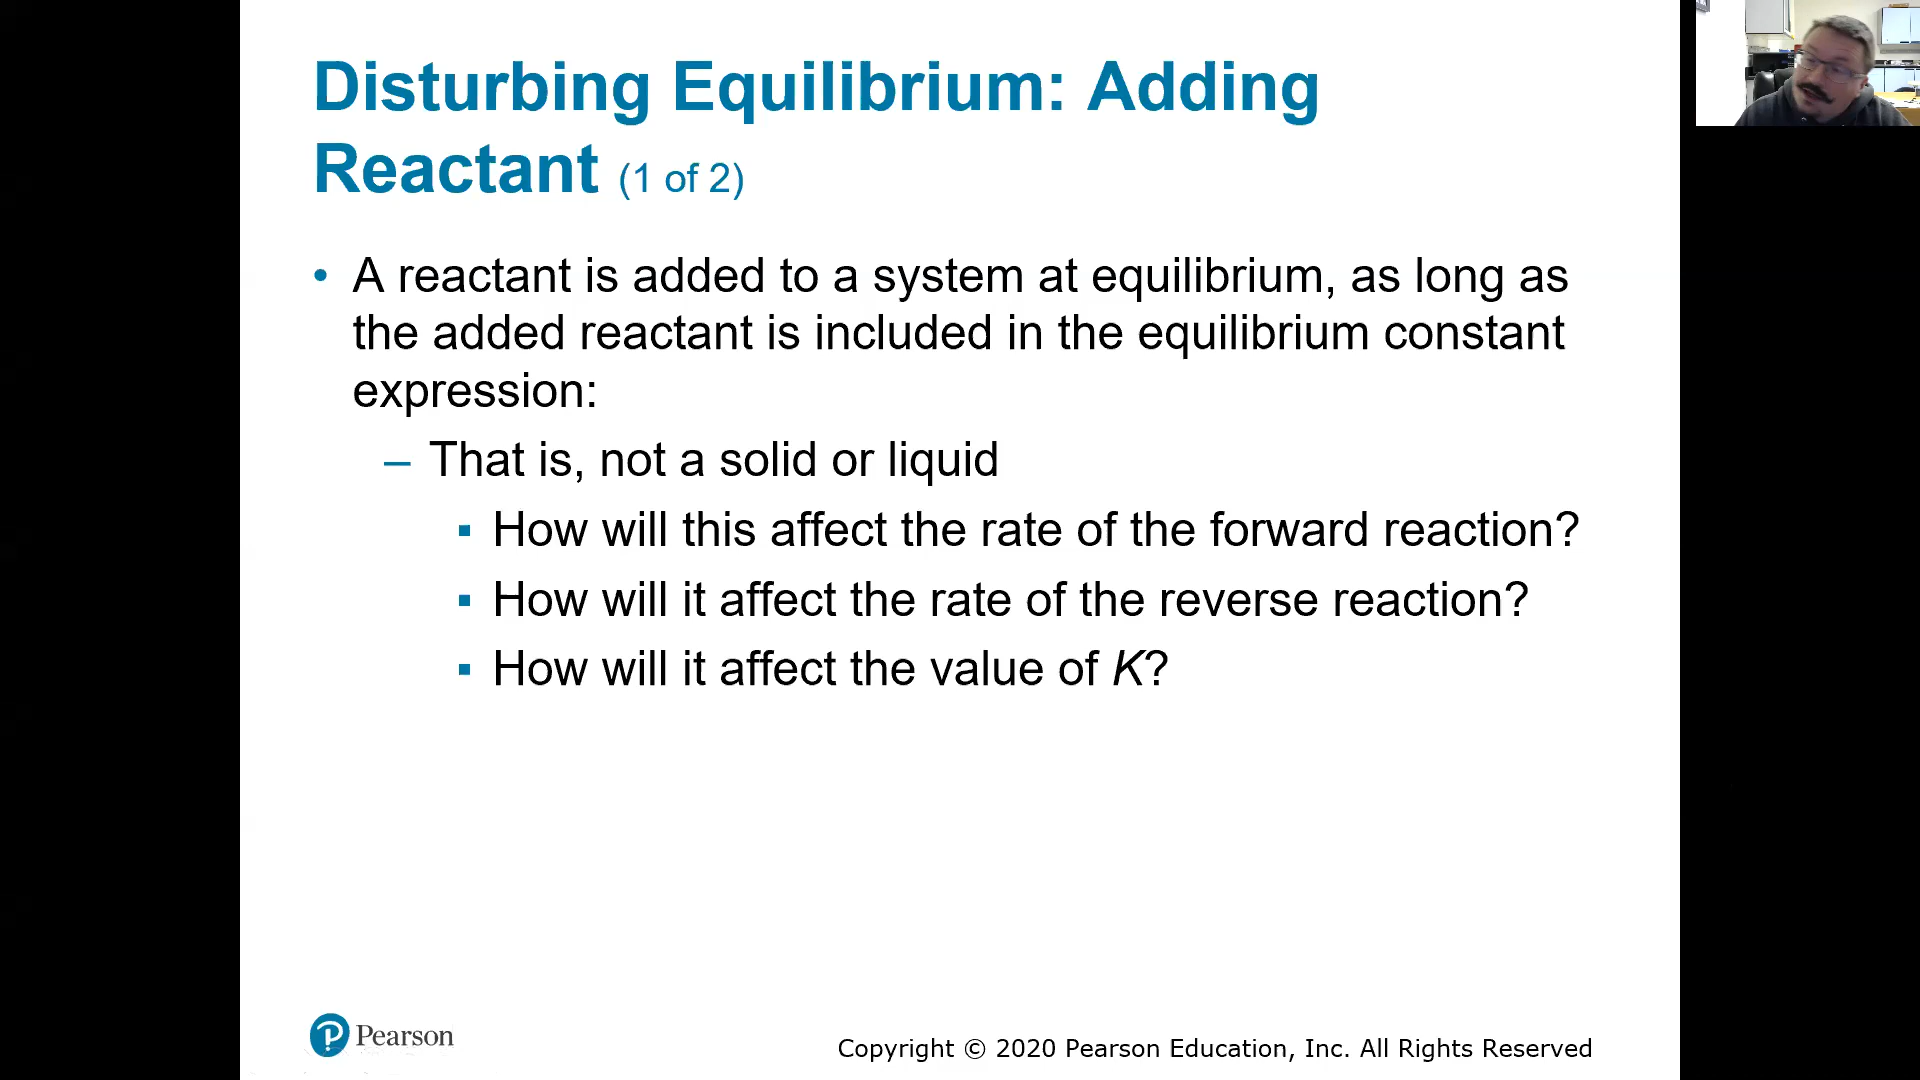 Disturbing Equilibrium: Adding
Reactant (1 of 2)
• A reactant is added to a system at equilibrium, as long as
the added reactant is included in the equilibrium constant
expression:
– That is, not a solid or liquid
▪ How will this affect the rate of the forward reaction?
▪ How will it affect the rate of the reverse reaction?
▪ How will it affect the value of K?
Pearson
Copyright © 2020 Pearson Education, Inc. All Rights Reserved